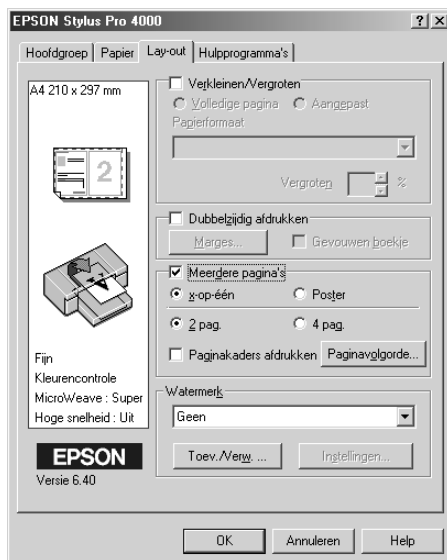 EPSON Stylus Pro 4000
Hoofdgroep Papier Lay-out Hulpprogramma's
A4 210 x 297 mm
2
Fijn
Kleurencontrole
MicroWeave : Super
Hoge snelheid : Uit
EPSON
Versie 6.40
Verkleinen/Vergroten
Volledige pagina Aangepast
Papierformaat
Vergroten %
Dubbelzijdig afdrukken
Marges... Gevouwen boekje
Meerdere pagina's
x-op-één Poster
2 pag. 4 pag.
Paginakaders afdrukken Paginavolgorde...
Watermerk
Geen
Toev./Verw. ... Instellingen...
OK Annuleren Help